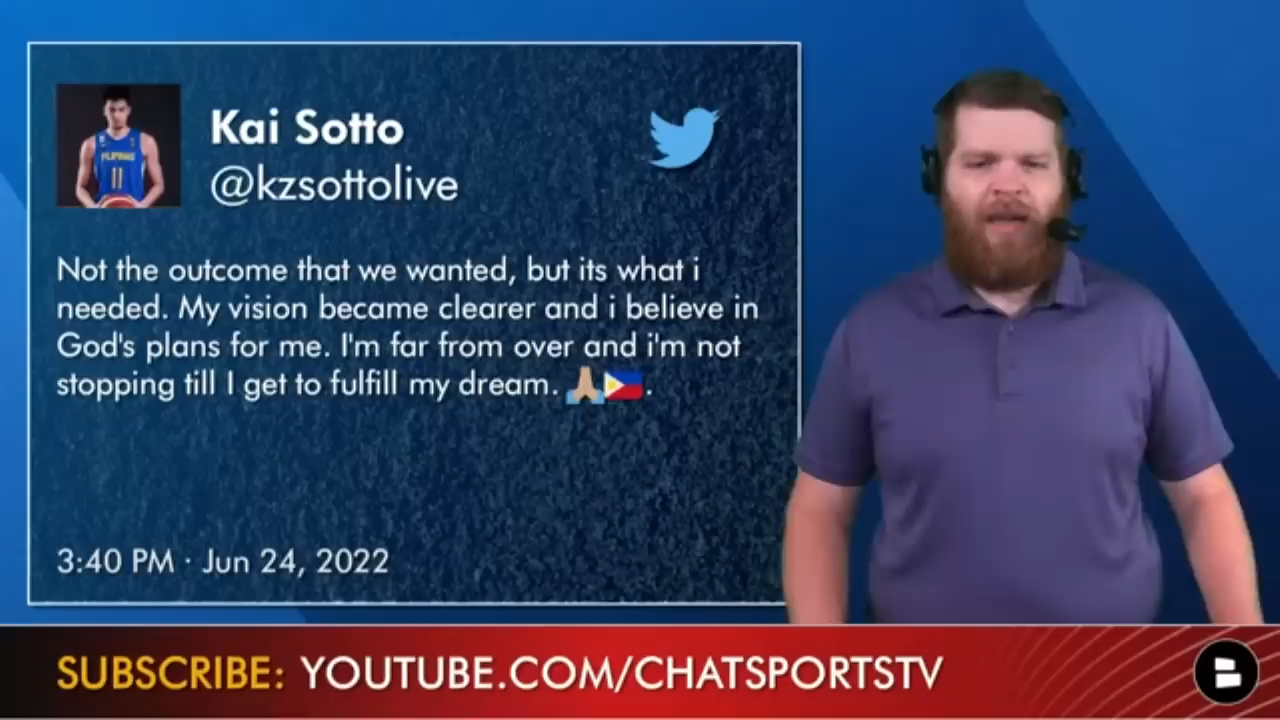 Kai Sotto
@kzsottolive
Not the outcome that we wanted, but its what i
needed. My vision became clearer and i believe in
God's plans for me. I'm far from over and i'm not
stopping till I get to fulfill my dream. 🙏🏼🇵🇭.
3:40 PM · Jun 24, 2022
SUBSCRIBE: YOUTUBE.COM/CHATSPORTSTV
PILIPINAS
11